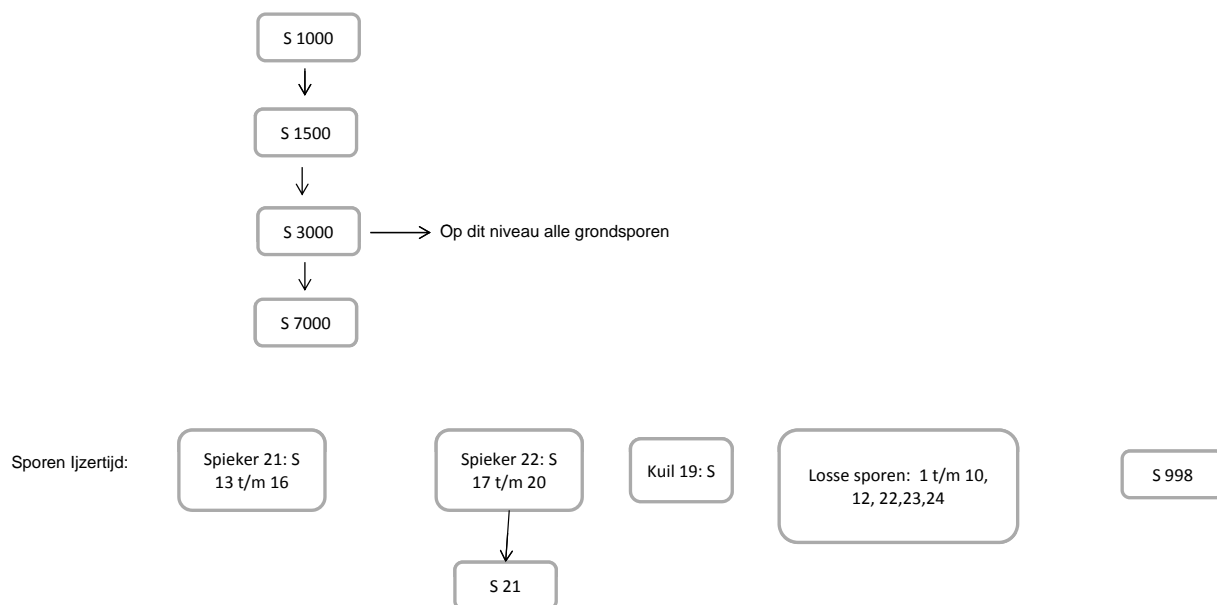 S 1000
S 1500
S 3000
Op dit niveau alle grondsporen
S 7000
Sporen Ijzertijd:
Spieker 21: S
13 t/m 16
Spieker 22: S
17 t/m 20
Kuil 19: S
Losse sporen: 1 t/m 10,
12, 22,23,24
S 998
S 21